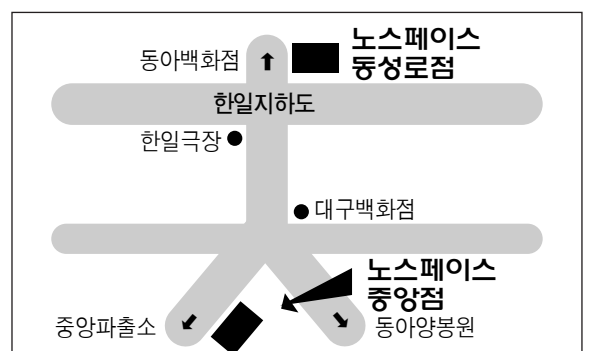 노스페이스
동성로점
동아백화점
한일지하도
한일극장
대구백화점
노스페이스
중앙점
중앙파출소
동아양봉원